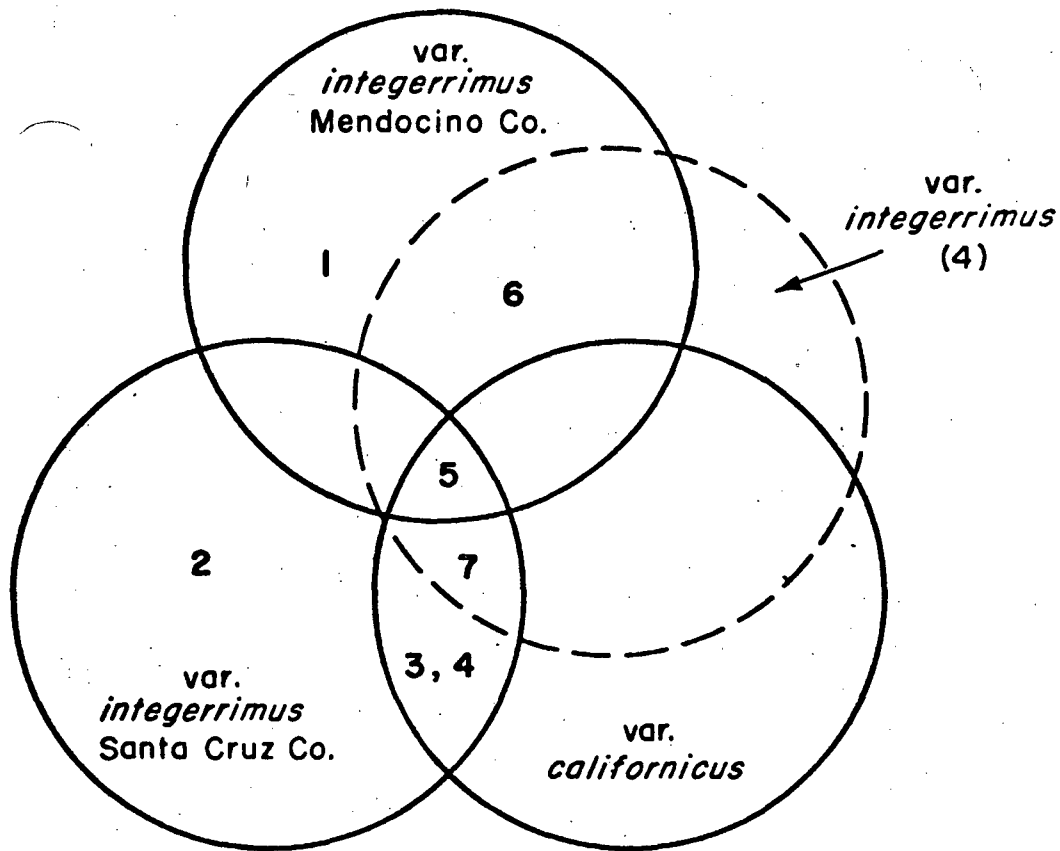 var.
integerrimus
Mendocino Co.
var.
integerrimus
(4)
1
6
5
2
7
3, 4
var.
integerrimus
Santa Cruz Co.
var.
californicus